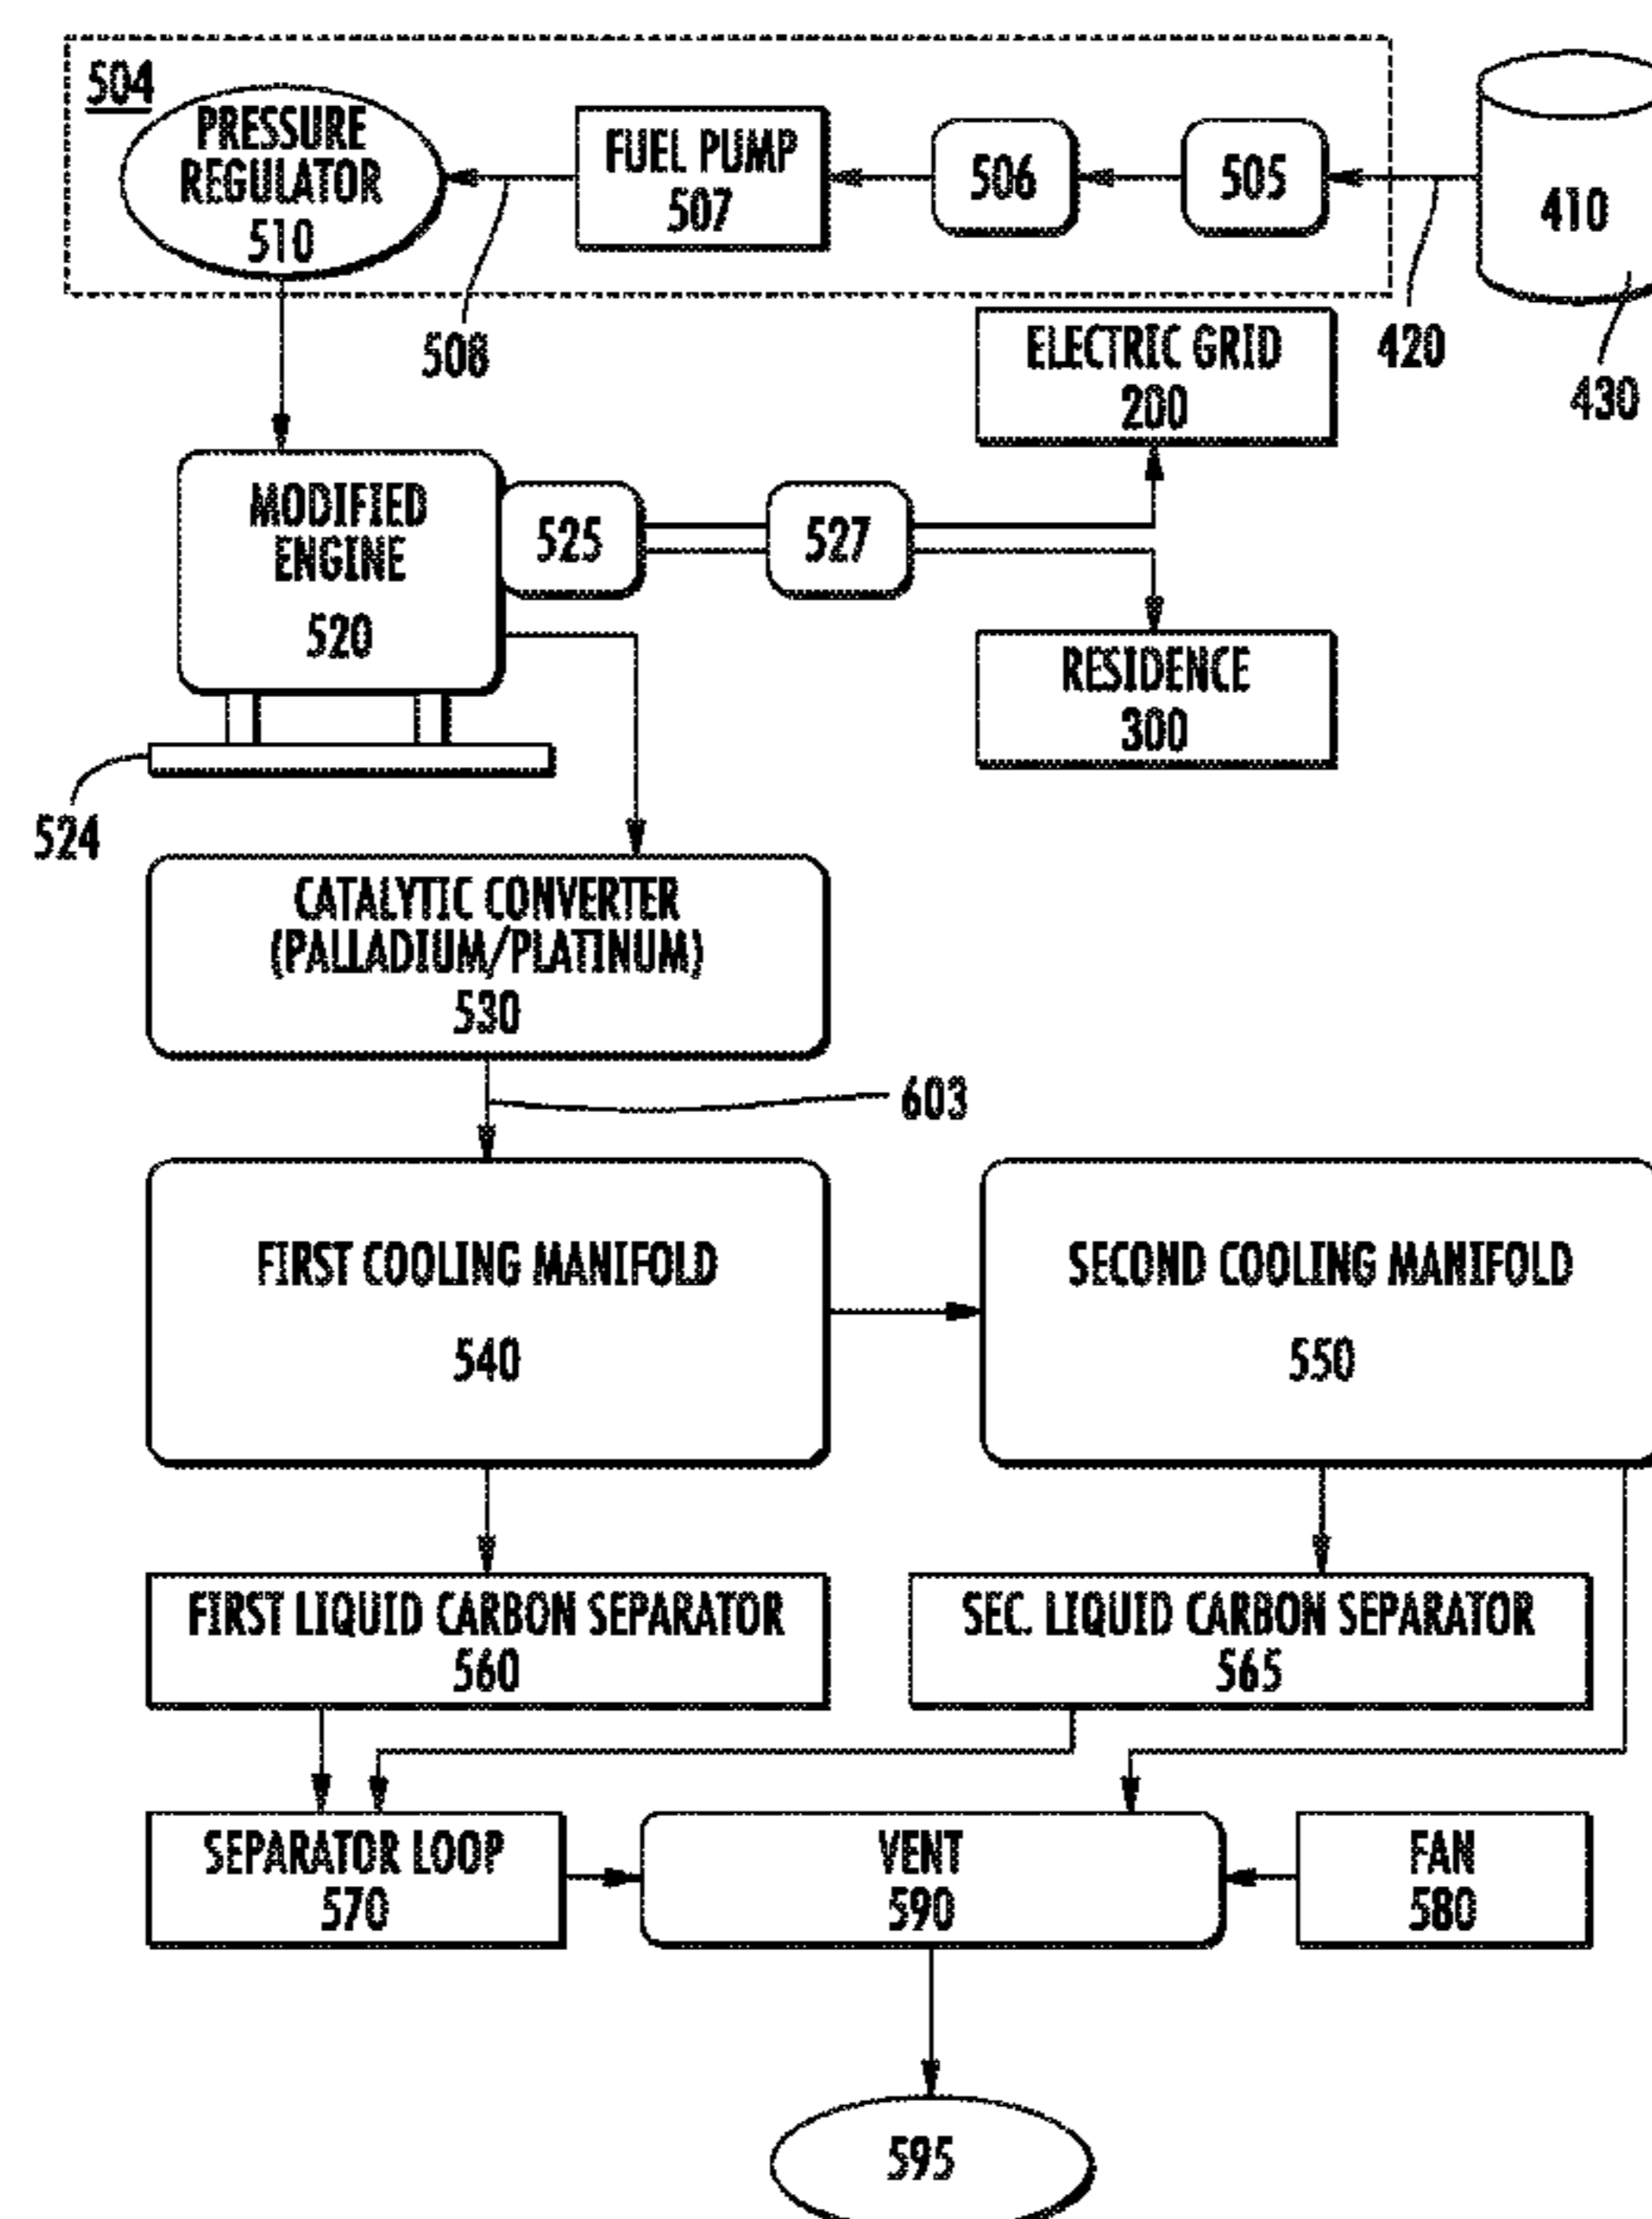 504
PRESSURE
REGULATOR
510
FUEL PUMP
507
506
505
410
508
420
430
ELECTRIC GRID
200
MODIFIED
ENGINE
520
525
527
RESIDENCE
300
524
CATALYTIC CONVERTER
(PALLADIUM/PLATINUM)
530
603
FIRST COOLING MANIFOLD
540
SECOND COOLING MANIFOLD
550
FIRST LIQUID CARBON SEPARATOR
560
SEC. LIQUID CARBON SEPARATOR
565
SEPARATOR LOOP
570
VENT
590
FAN
580
595